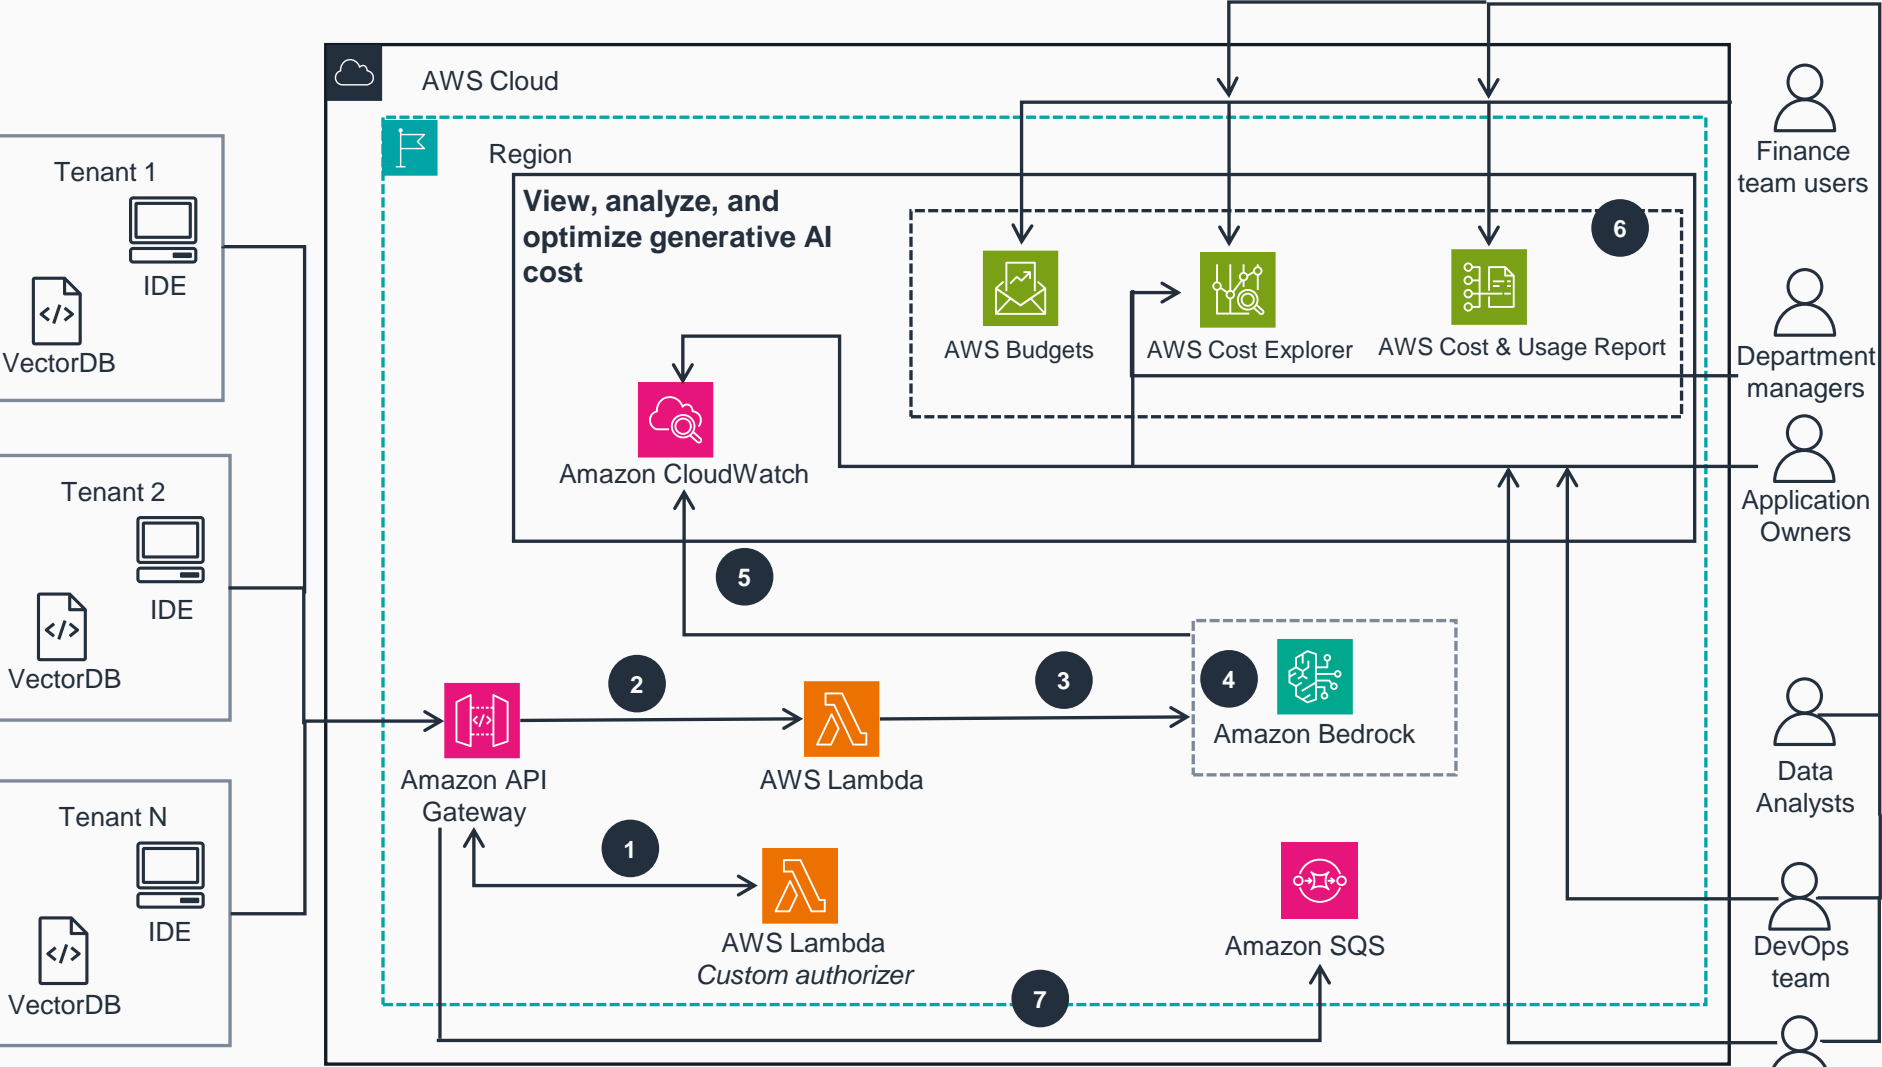 AWS Cloud
Region
View, analyze, and
optimize generative AI
cost
6
AWS Budgets
AWS Cost Explorer
AWS Cost & Usage Report
Amazon CloudWatch
5
2
3
4
Amazon Bedrock
Amazon API
Gateway
AWS Lambda
1
AWS Lambda
Custom authorizer
Amazon SQS
7
Tenant 1
IDE
</>
VectorDB
Tenant 2
IDE
</>
VectorDB
Tenant N
IDE
</>
VectorDB
</>
Finance
team users
Department
managers
Application
Owners
Data
Analysts
DevOps
team